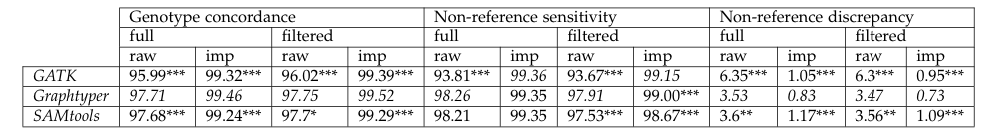 Genotype concordance Non-reference sensitivity Non-reference discrepancy
full filtered full filtered full filtered
raw imp raw imp raw imp raw imp raw imp raw imp
GATK 95.99*** 99.32*** 96.02*** 99.39*** 93.81*** 99.36 93.67*** 99.15 6.35*** 1.05*** 6.3*** 0.95***
Graphtyper 97.71 99.46 97.75 99.52 98.26 99.35 97.91 99.00*** 3.53 0.83 3.47 0.73
SAMtools 97.68*** 99.24*** 97.7* 99.29*** 98.21 99.35 97.53*** 98.67*** 3.6** 1.17*** 3.56** 1.09***